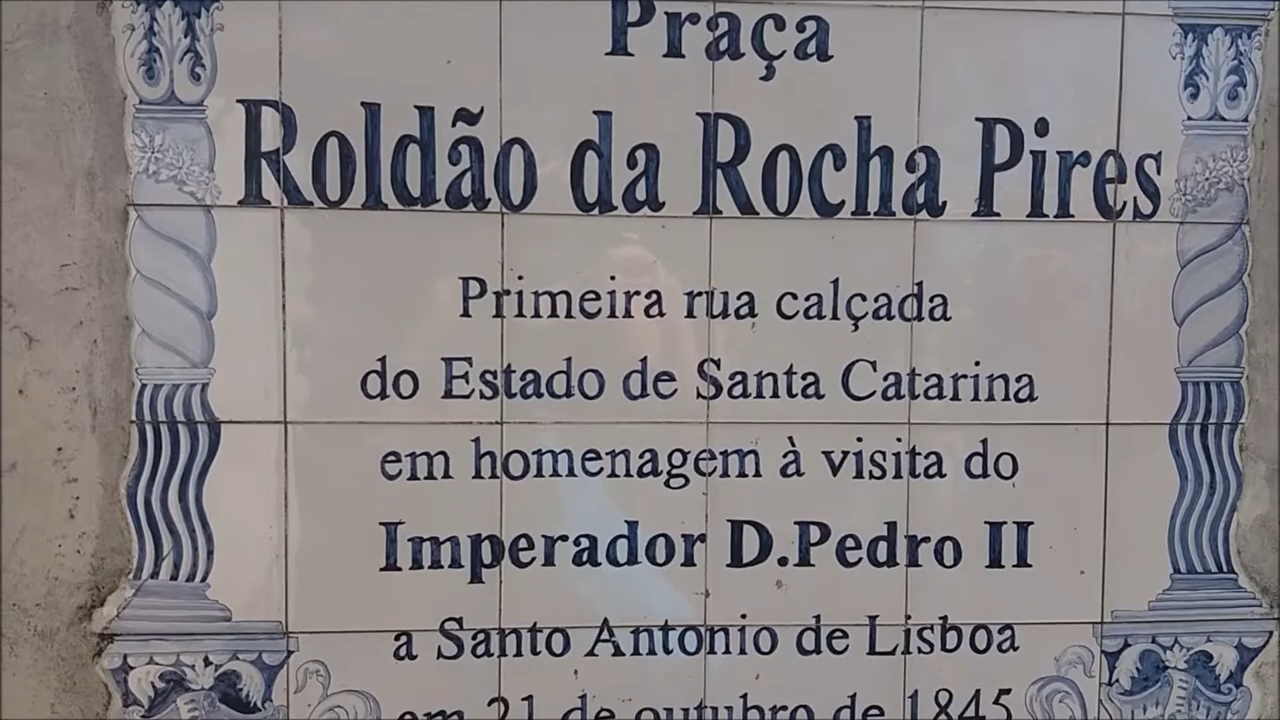 Praça
Roldão da Rocha Pires
Primeira rua calçada
do Estado de Santa Catarina
em homenagem à visita do
Imperador D.Pedro II
a Santo Antonio de Lisboa
em 21 de outubro de 1845